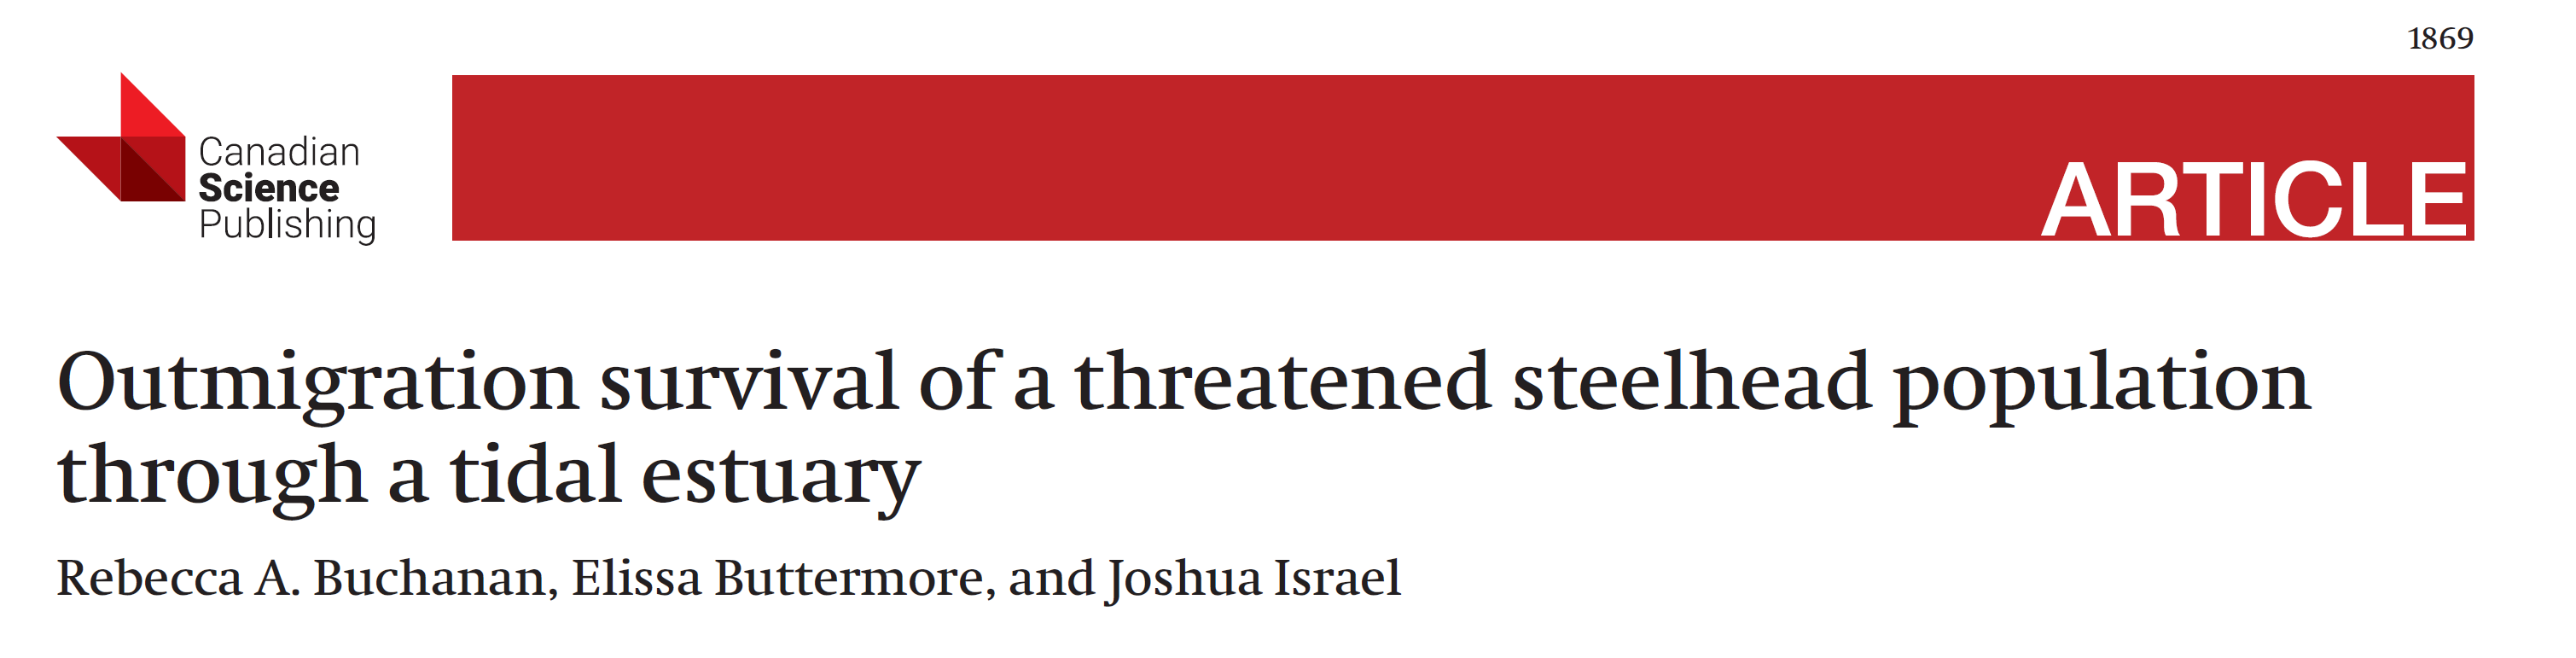 1869
Canadian
Science
Publishing
ARTICLE
Outmigration survival of a threatened steelhead population
through a tidal estuary
Rebecca A. Buchanan, Elissa Buttermore, and Joshua Israel